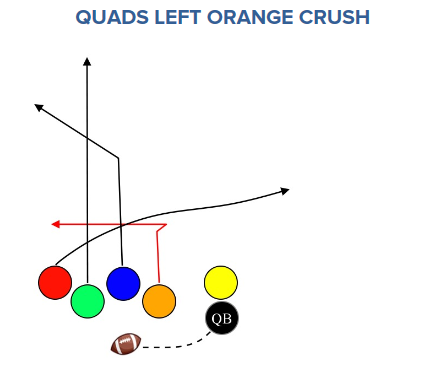 QUADS LEFT ORANGE CRUSH
QB